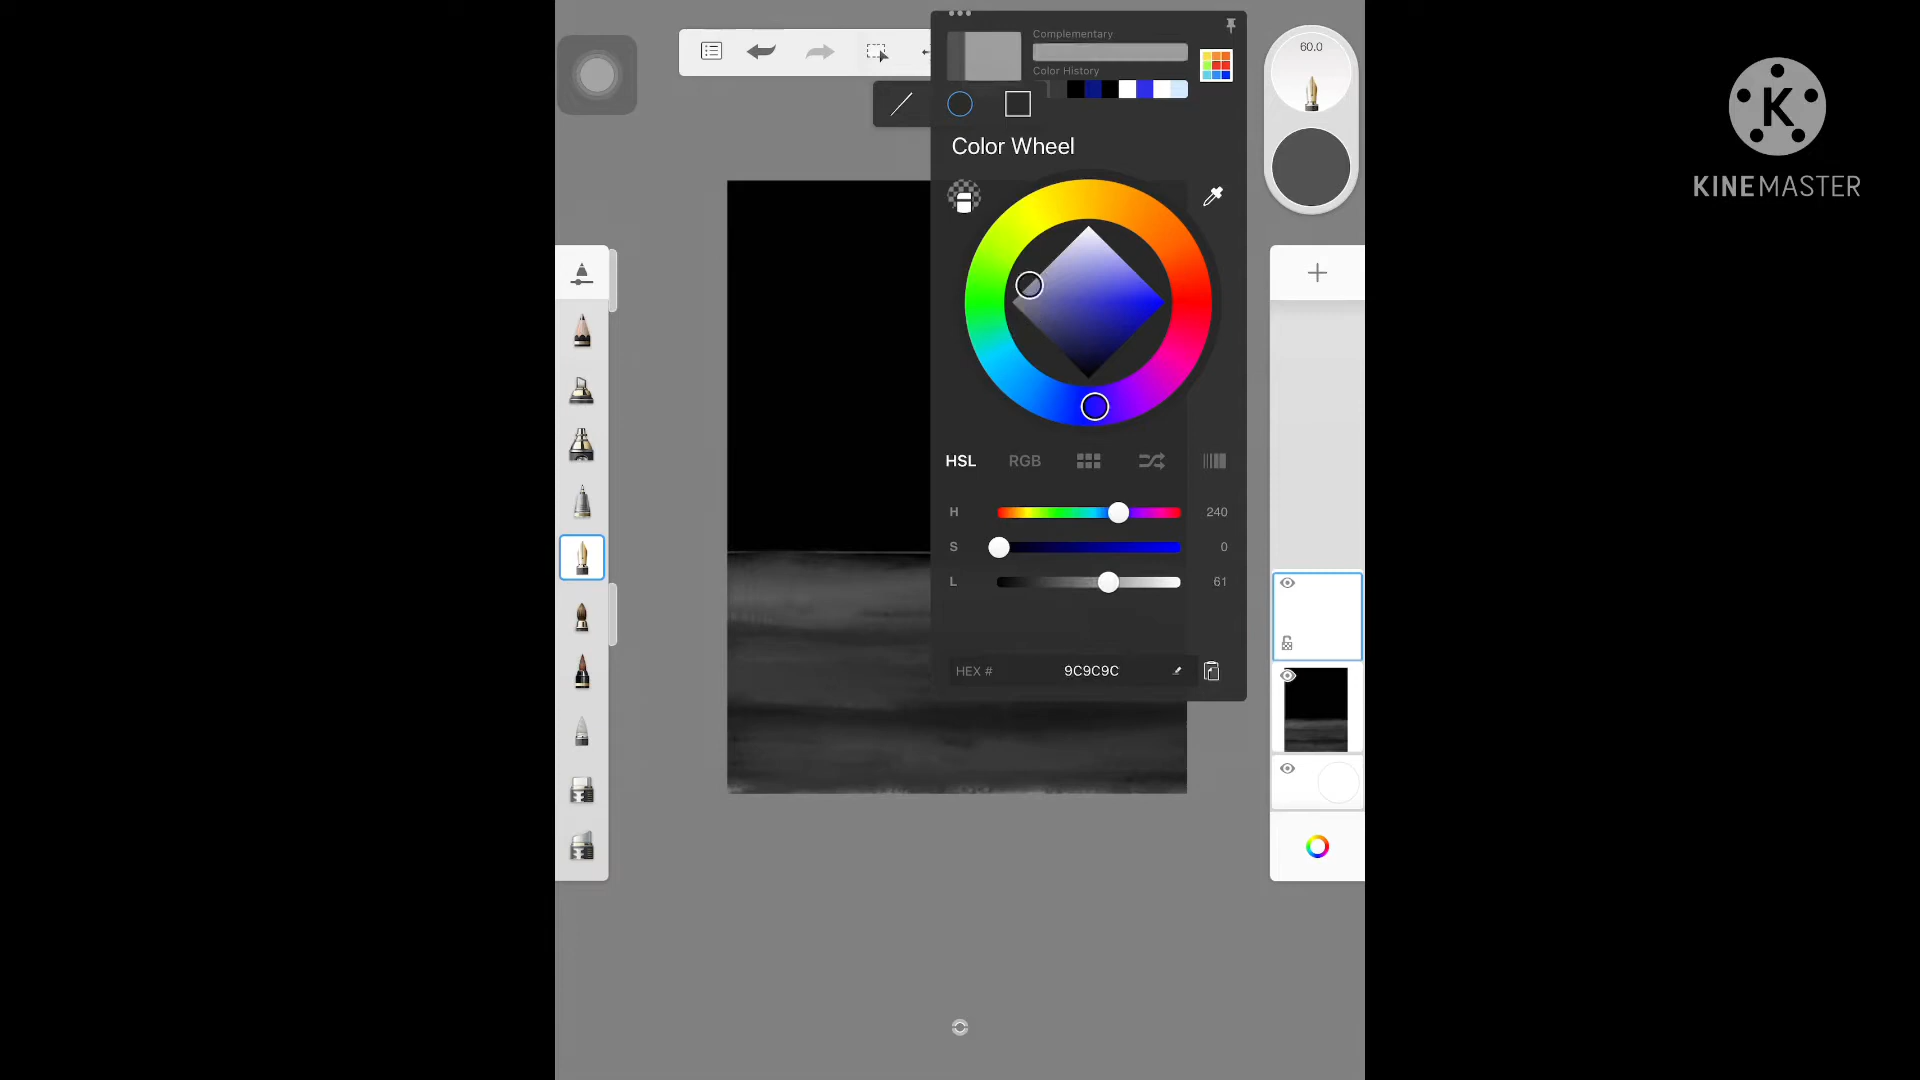 Complementary
60.0
Color History
Color Wheel
HSL RGB
H 240
S 0
L 61
HEX # 9C9C9C
K
KINEMASTER